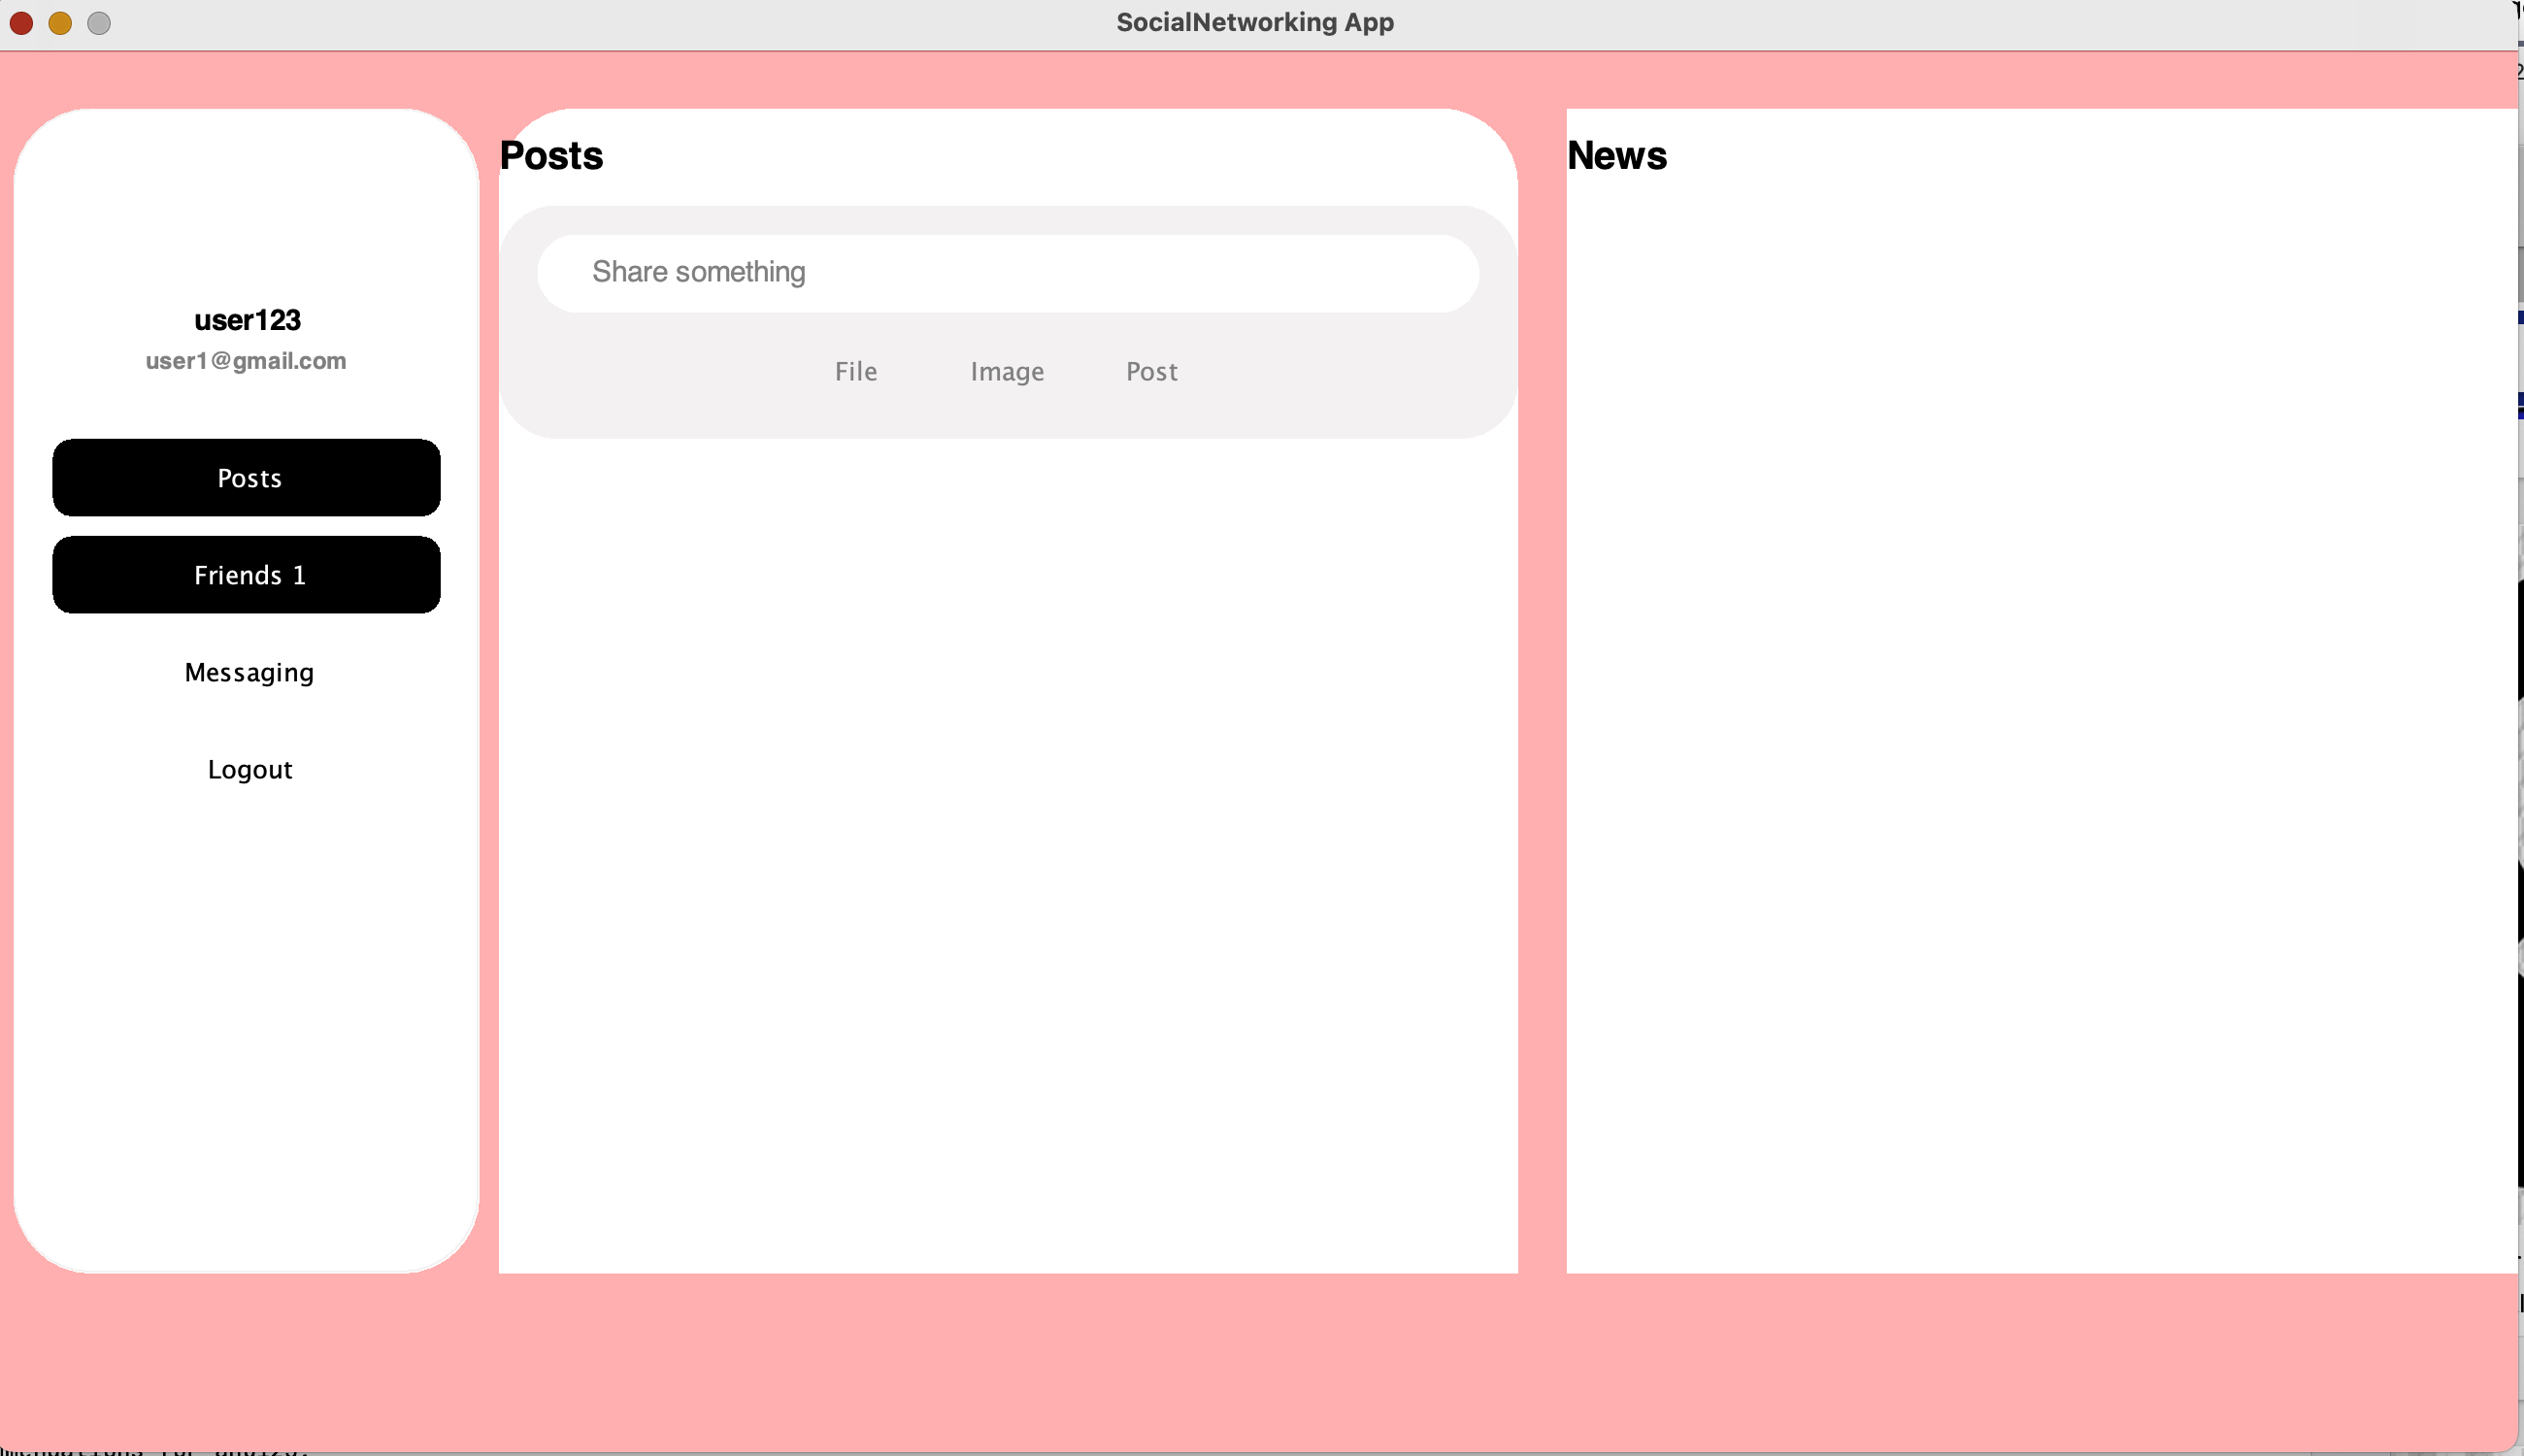 SocialNetworking App
user123
user1@gmail.com
Posts
Friends 1
Messaging
Logout
Posts
Share something
File Image Post
News